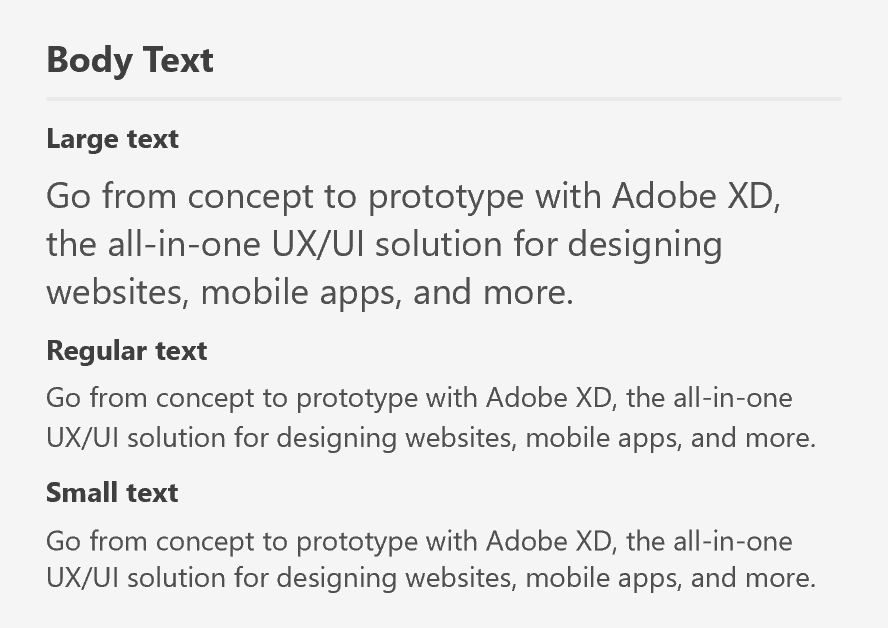 Body Text
Large text
Go from concept to prototype with Adobe XD,
the all-in-one UX/UI solution for designing
websites, mobile apps, and more.
Regular text
Go from concept to prototype with Adobe XD, the all-in-one
UX/UI solution for designing websites, mobile apps, and more.
Small text
Go from concept to prototype with Adobe XD, the all-in-one
UX/UI solution for designing websites, mobile apps, and more.